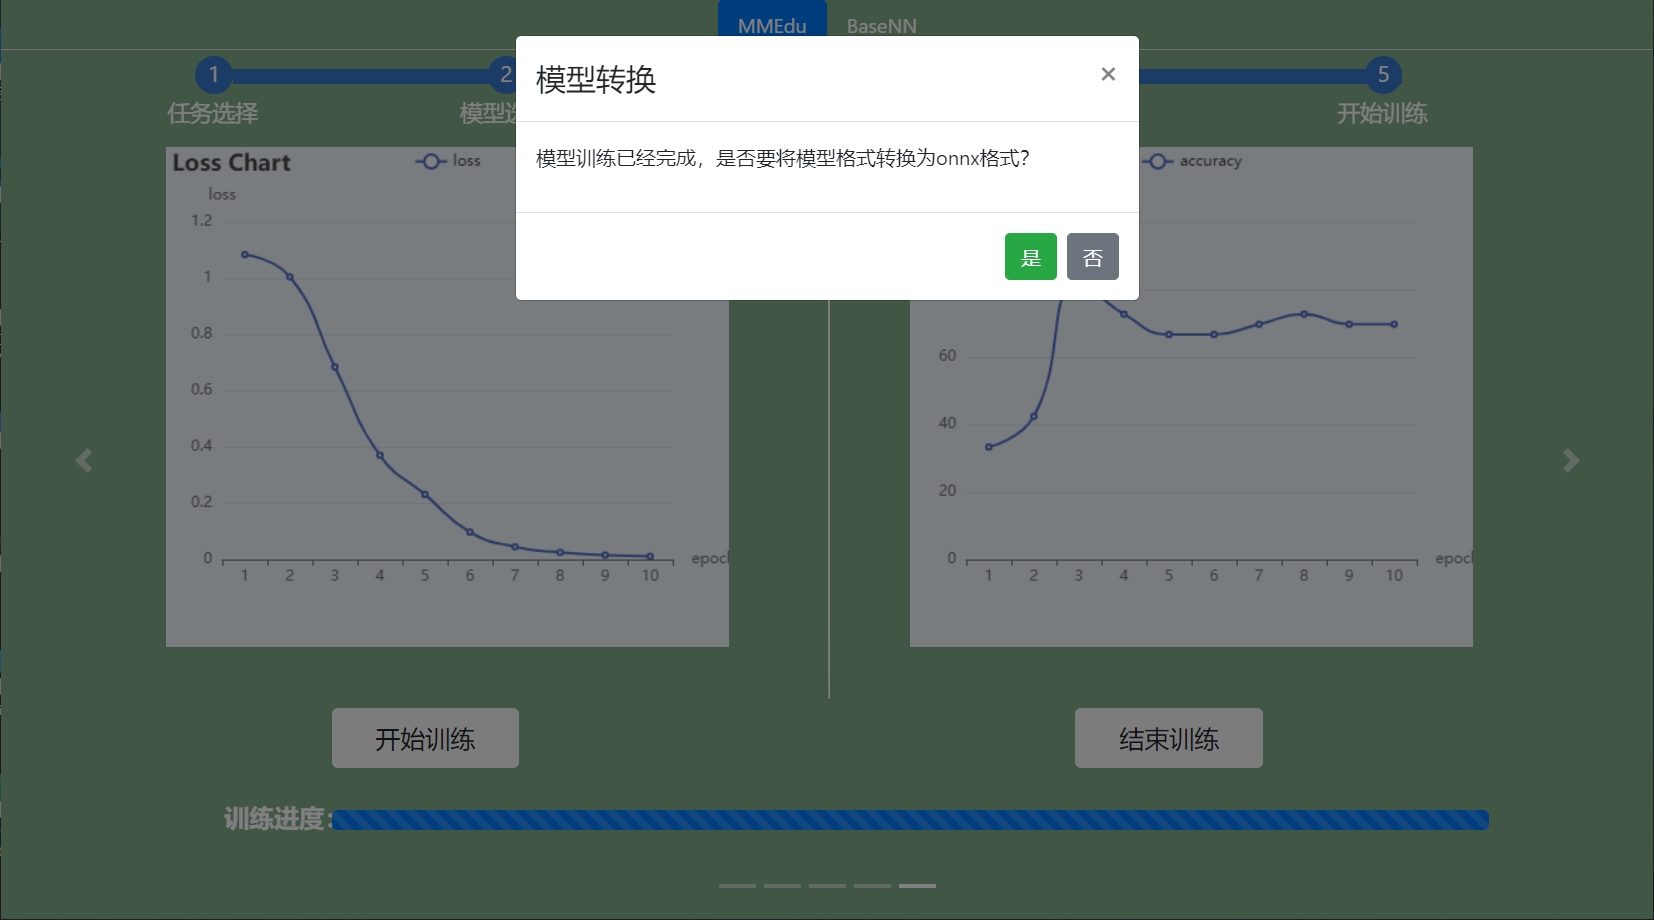 MMEdu BaseNN
1 2 5
任务选择 模型选 开始训练
模型转换 ×
模型训练已经完成，是否要将模型格式转换为onnx格式？
是 否
Loss Chart loss
loss
1.2
1
0.8
0.6
0.4
0.2
0
1 2 3 4 5 6 7 8 9 10
epoch
accuracy
60
40
20
0
1 2 3 4 5 6 7 8 9 10
epoch
开始训练 结束训练
训练进度: